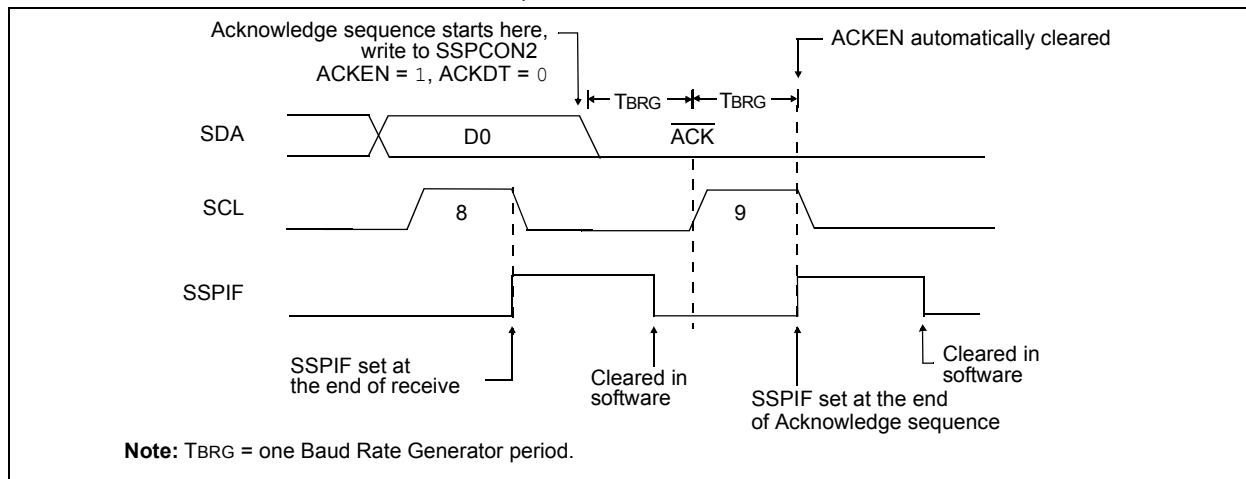 Acknowledge sequence starts here,
write to SSPCON2
ACKEN = 1, ACKDT = 0
ACKEN automatically cleared
TBRG
TBRG
SDA
D0
ACK
SCL
8
9
SSPIF
SSPIF set at
the end of receive
Cleared in
software
SSPIF set at the end
of Acknowledge sequence
Cleared in
software
Note: TBRG = one Baud Rate Generator period.